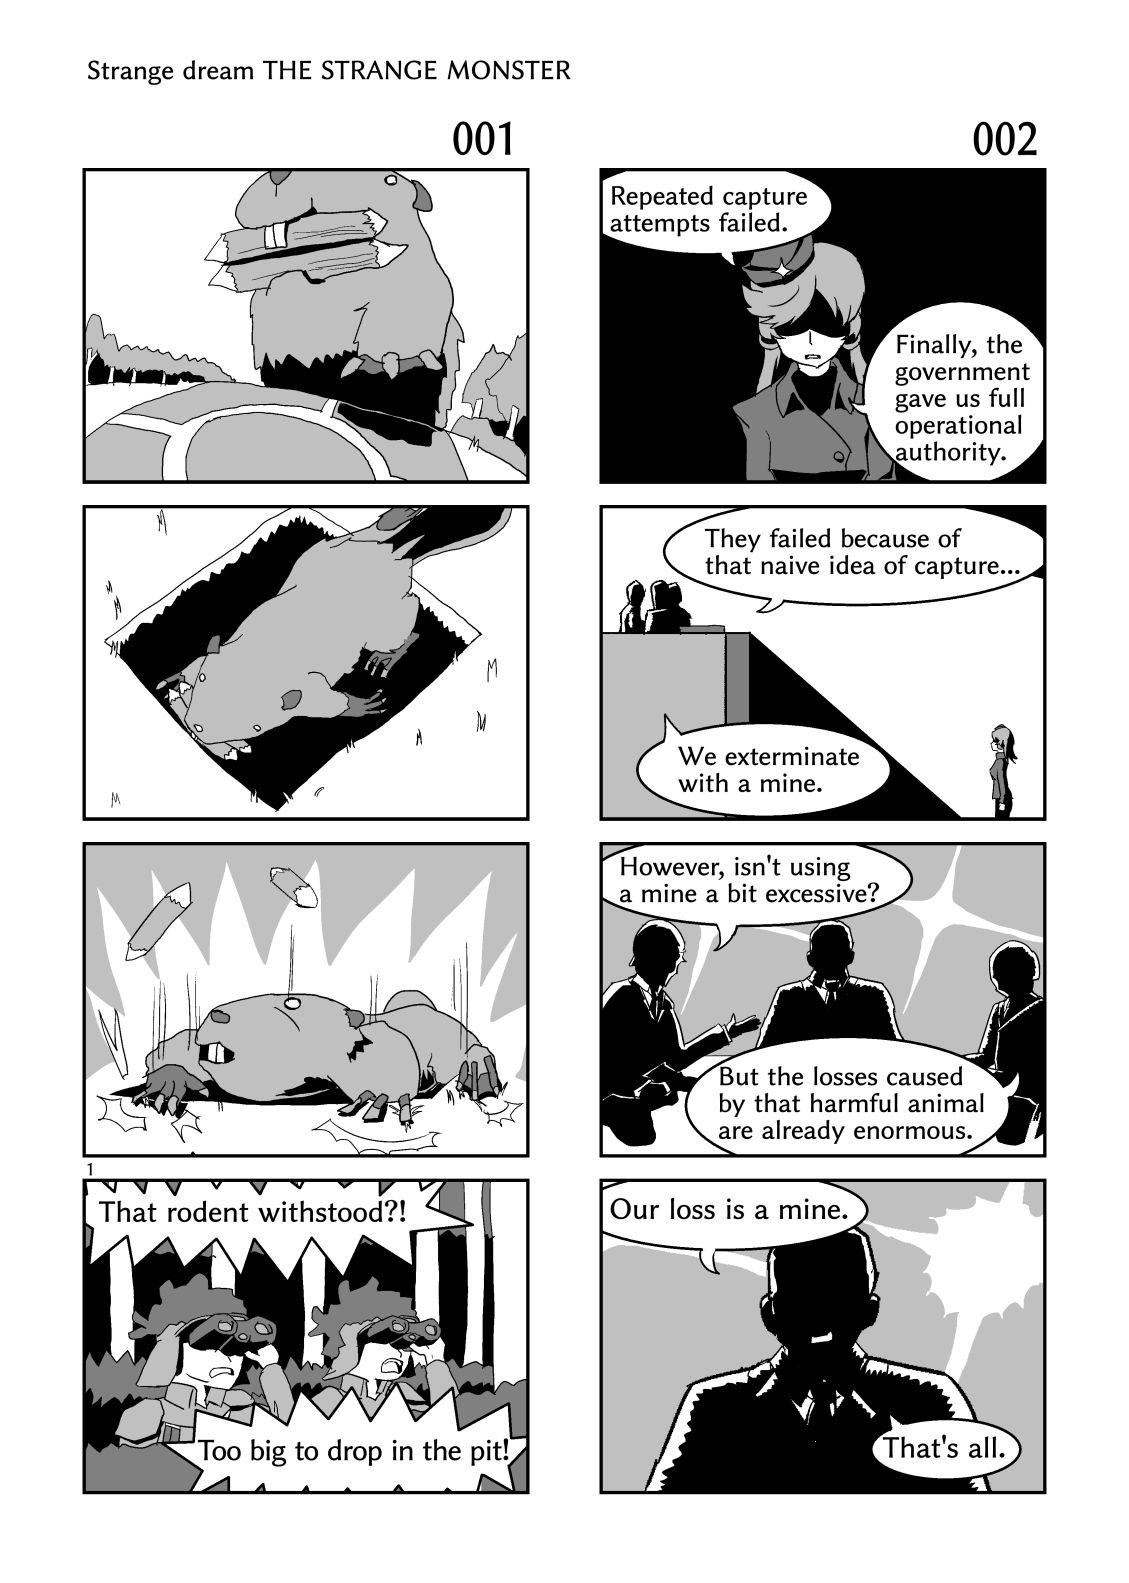 Strange dream THE STRANGE MONSTER
001
1
That rodent withstood?!
Too big to drop in the pit!
002
Repeated capture
attempts failed.
Finally, the
government
gave us full
operational
authority.
They failed because of
that naive idea of capture...
We exterminate
with a mine.
However, isn't using
a mine a bit excessive?
But the losses caused
by that harmful animal
are already enormous.
Our loss is a mine.
That's all.